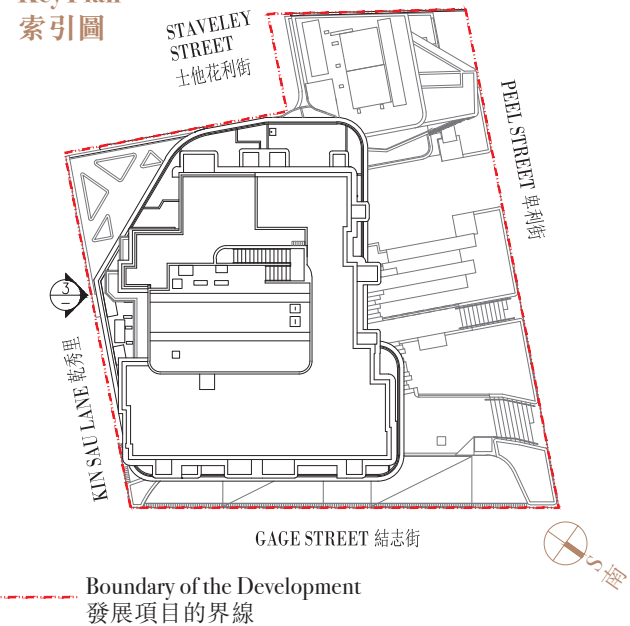 Key Plan
索引圖
STAVELEY
STREET
士他花利街
PEEL STREET 卑利街
3
–
KIN SAU LANE 乾秀里
GAGE STREET 結志街
S 南
Boundary of the Development
發展項目的界線